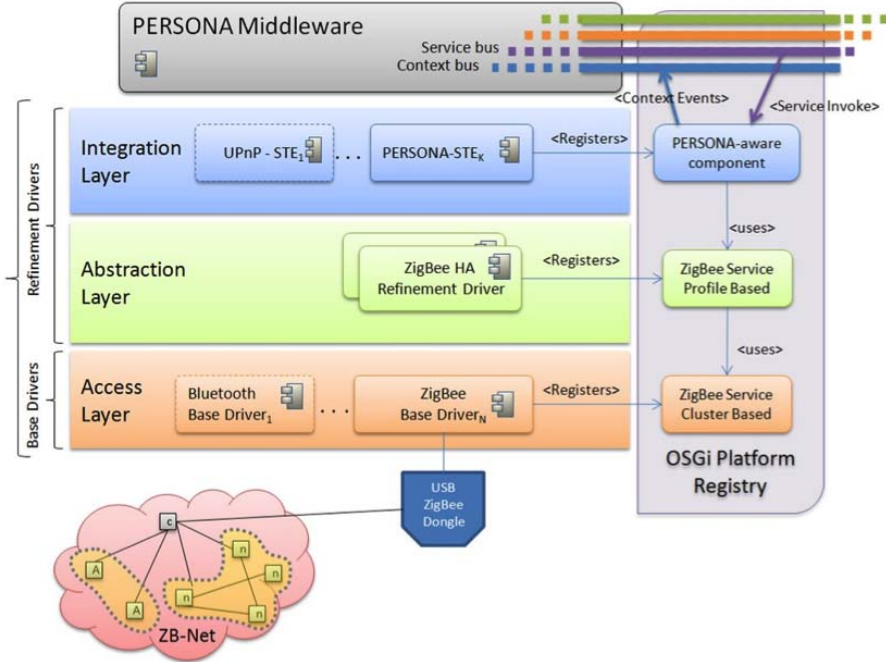 PERSONA Middleware
Service bus
Context bus
<Context Events>
<Service Invoke>
Refinement Drivers
Integration
Layer
UPnP - STE1
...
PERSONA-STEK
<Registers>
PERSONA-aware
component
<uses>
Abstraction
Layer
ZigBee HA
Refinement Driver
<Registers>
ZigBee Service
Profile Based
<uses>
Base Drivers
Access
Layer
Bluetooth
Base Driver1
...
ZigBee
Base DriverN
<Registers>
ZigBee Service
Cluster Based
OSGi Platform
Registry
USB
ZigBee
Dongle
c
A
A
n
n
n
n
ZB-Net